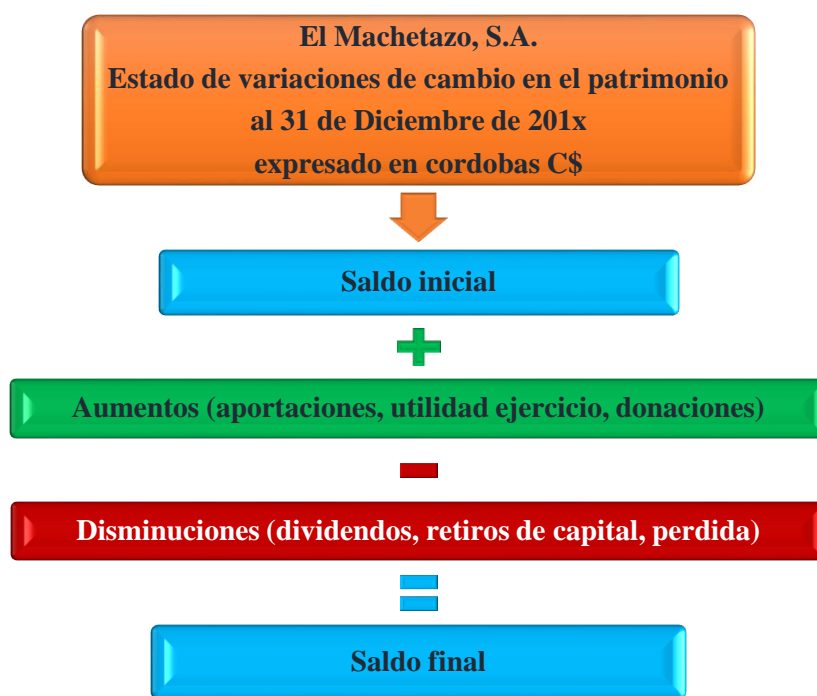 El Machetazo, S.A.
Estado de variaciones de cambio en el patrimonio
al 31 de Diciembre de 201x
expresado en cordobas C$
Saldo inicial
Aumentos (aportaciones, utilidad ejercicio, donaciones)
Disminuciones (dividendos, retiros de capital, perdida)
Saldo final